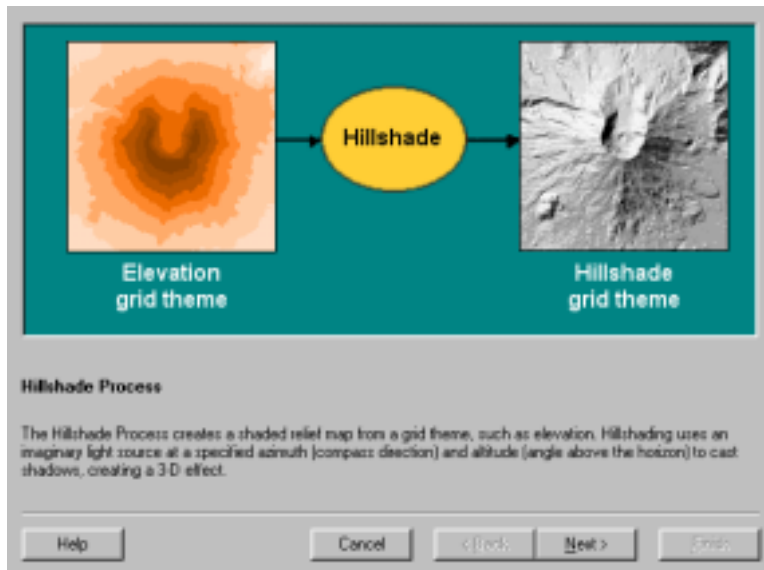 Hillshade
Elevation
grid theme
Hillshade
grid theme
Hillshade Process
The Hillshade Process creates a shaded relief map from a grid theme, such as elevation. Hillshading uses an
imaginary light source at a specified azimuth (compass direction) and altitude (angle above the horizon) to cast
shadows, creating a 3-D effect.
Help
Cancel
< Back
Next >
Finish